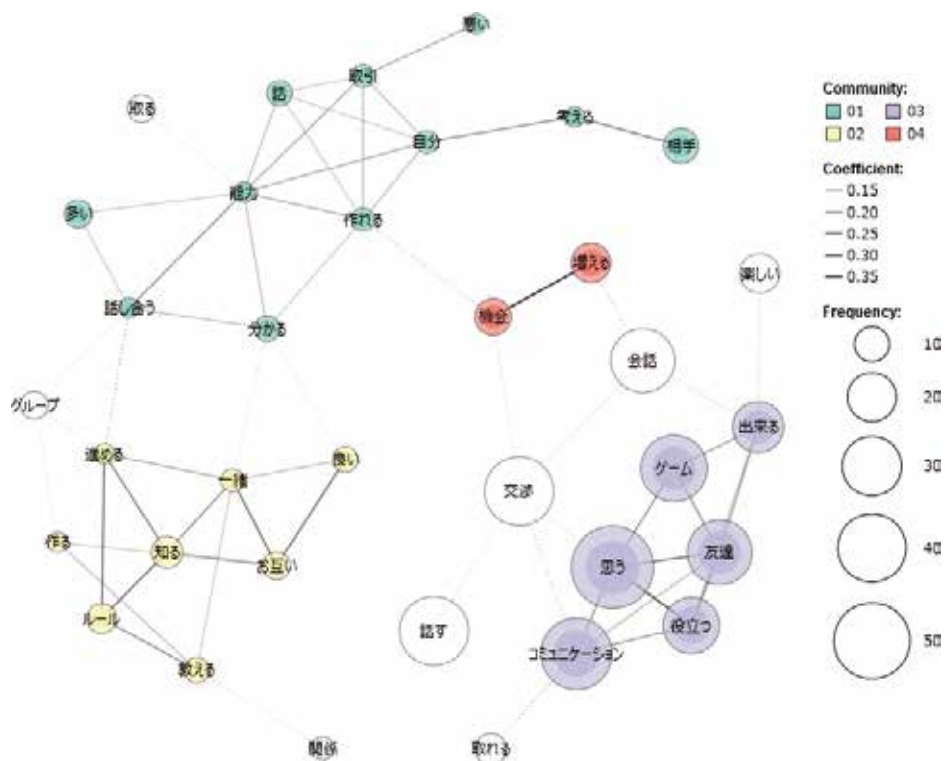 悪い
取引
話
取る
考える
自分
相手
能力
多い
作れる
増える
楽しい
話し合う
機会
分かる
会話
グループ
出来る
進める
良い
ゲーム
一緒
交渉
作る
知る
お互い
思う
友達
ルール
役立つ
話す
コミュニケーション
教える
関係
取れる
Community:
01 03
02 04
Coefficient:
0.15
0.20
0.25
0.30
0.35
Frequency:
10
20
30
40
50